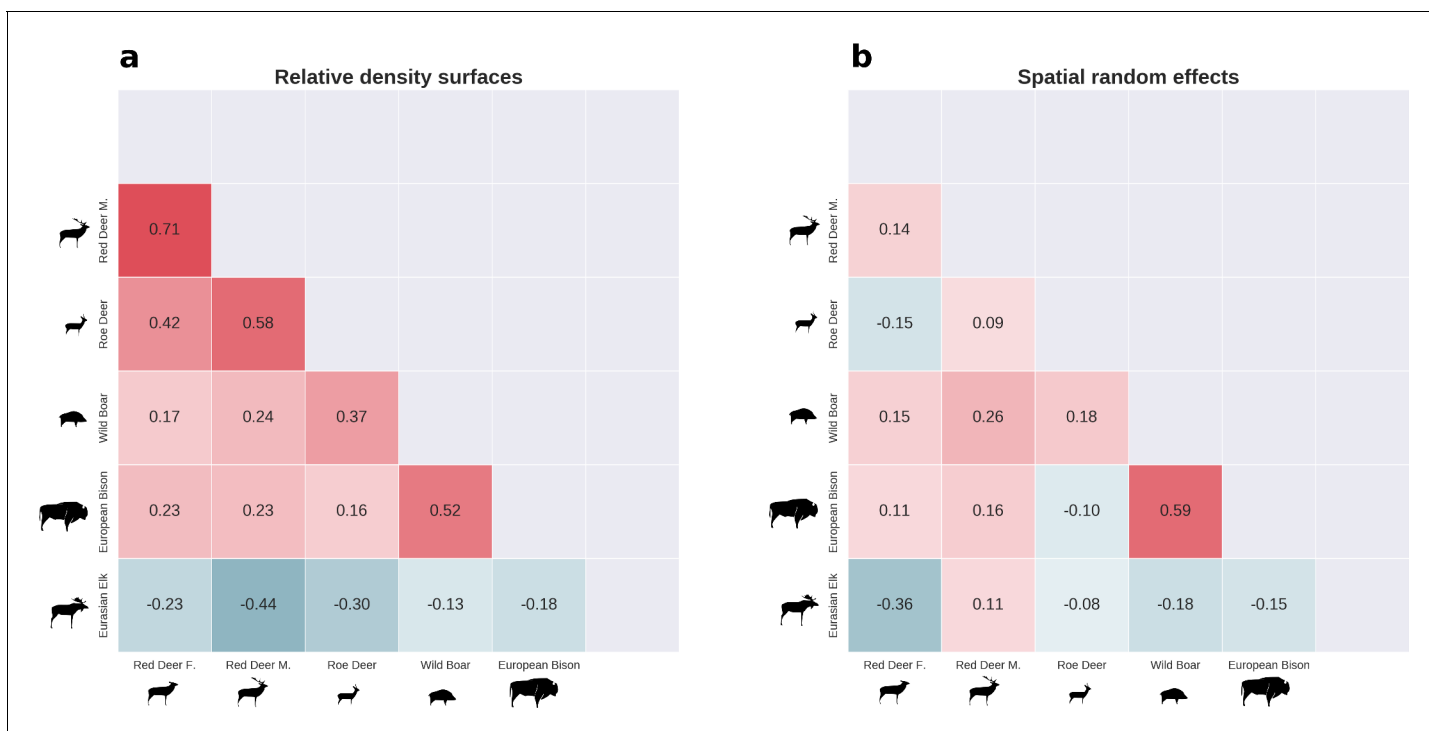 a
Relative density surfaces
Red Deer M.
0.71
Roe Deer
0.42 0.58
Wild Boar
0.17 0.24 0.37
European Bison
0.23 0.23 0.16 0.52
Eurasian Elk
-0.23 -0.44 -0.30 -0.13 -0.18
Red Deer F. Red Deer M. Roe Deer Wild Boar European Bison
b
Spatial random effects
Red Deer M.
0.14
Roe Deer
-0.15 0.09
Wild Boar
0.15 0.26 0.18
European Bison
0.11 0.16 -0.10 0.59
Eurasian Elk
-0.36 0.11 -0.08 -0.18 -0.15
Red Deer F. Red Deer M. Roe Deer Wild Boar European Bison